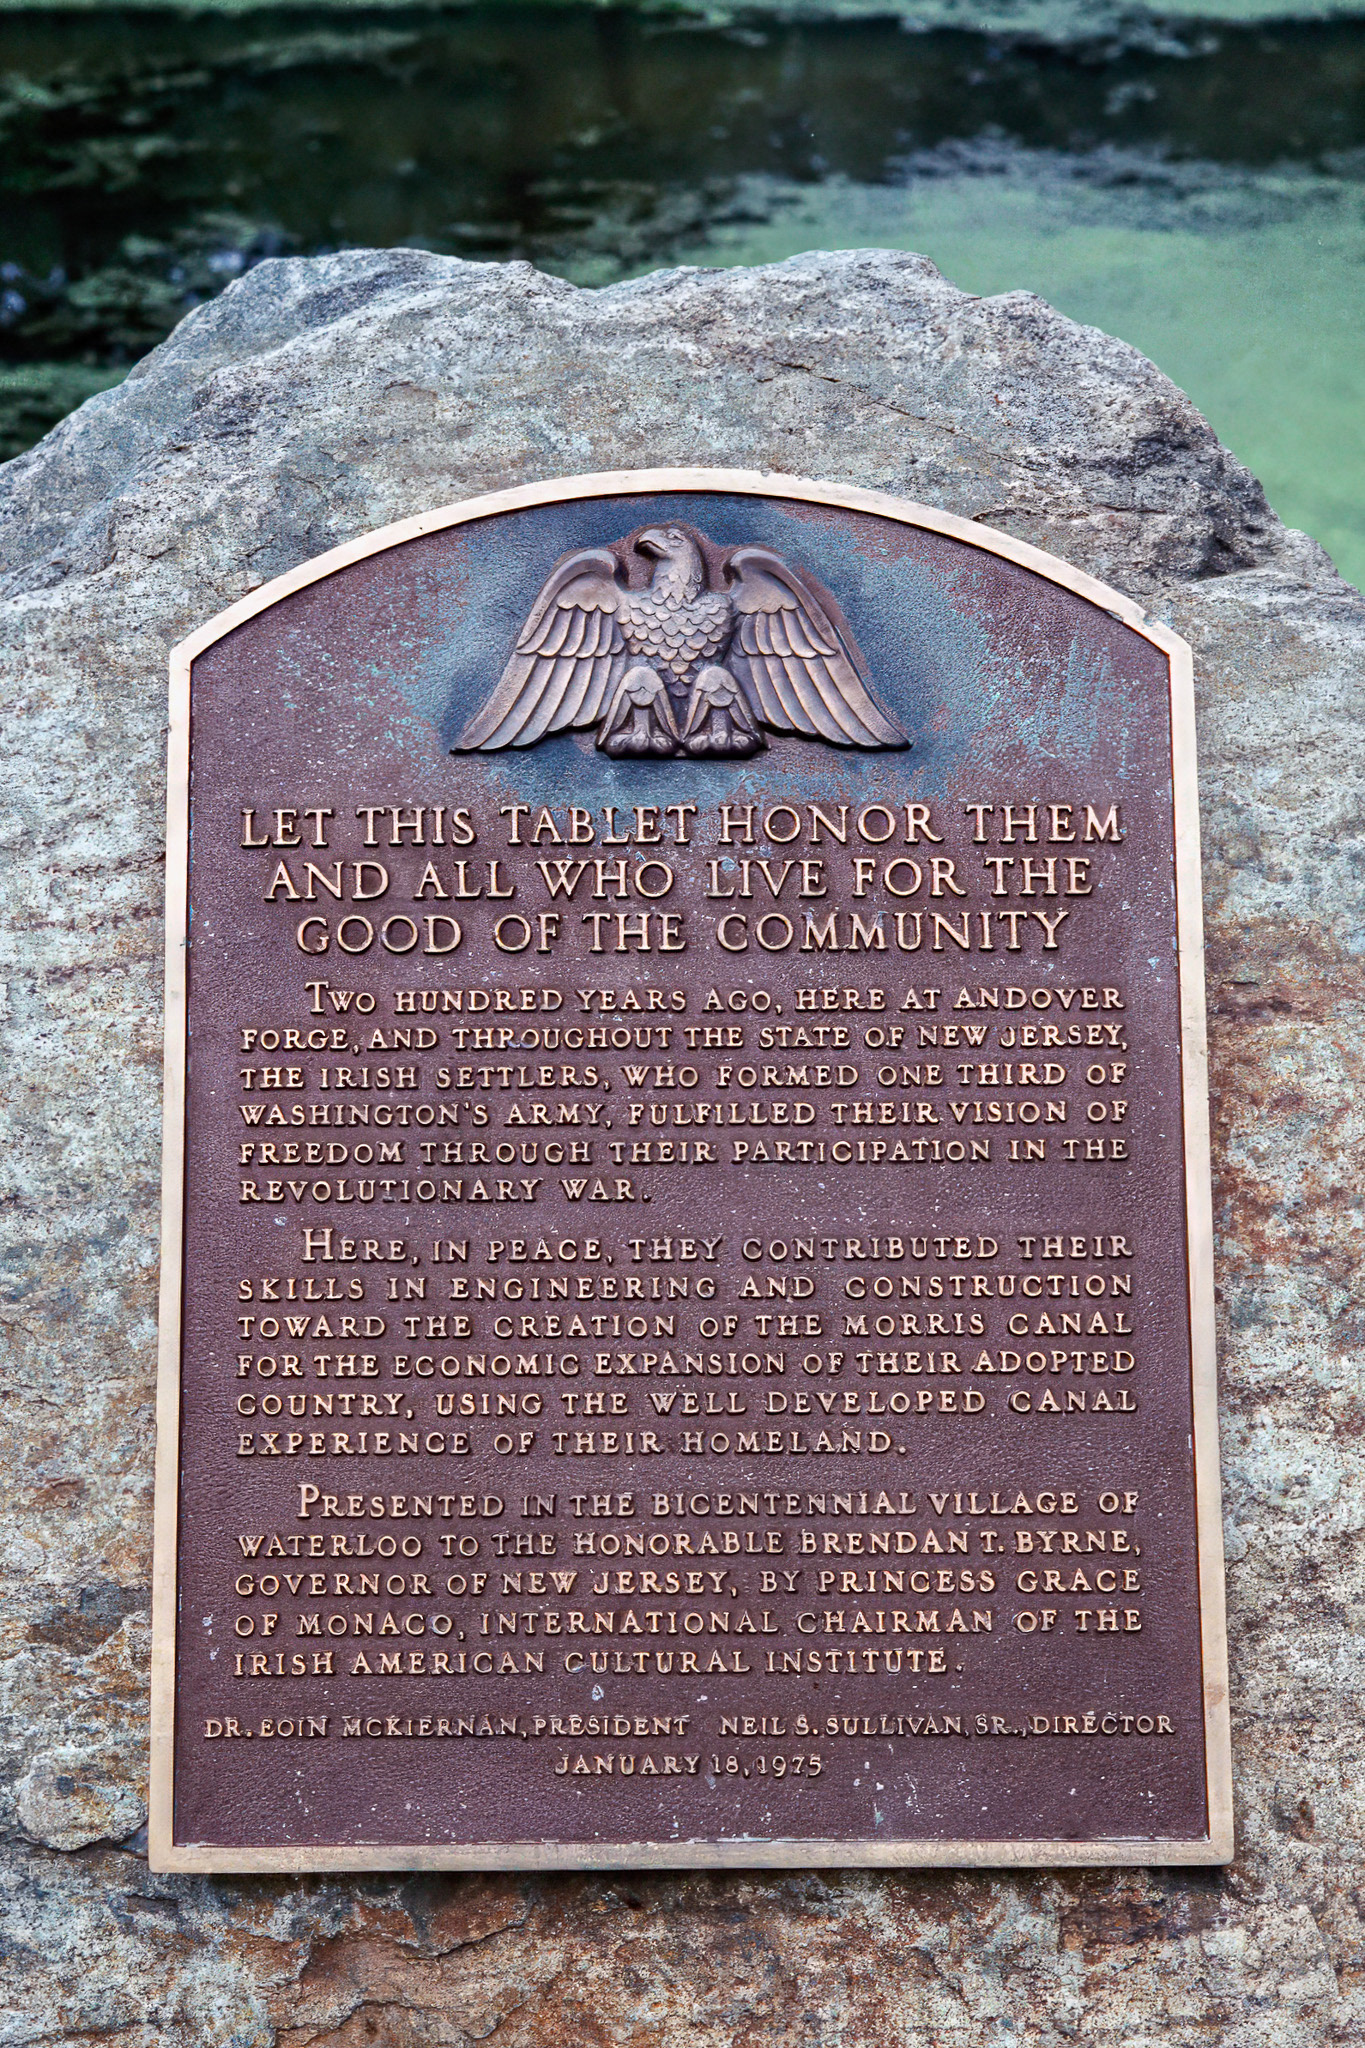 LET THIS TABLET HONOR THEM
AND ALL WHO LIVE FOR THE
GOOD OF THE COMMUNITY
TWO HUNDRED YEARS AGO, HERE AT ANDOVER
FORGE, AND THROUGHOUT THE STATE OF NEW JERSEY,
THE IRISH SETTLERS, WHO FORMED ONE THIRD OF
WASHINGTON'S ARMY, FULFILLED THEIR VISION OF
FREEDOM THROUGH THEIR PARTICIPATION IN THE
REVOLUTIONARY WAR.
HERE, IN PEACE, THEY CONTRIBUTED THEIR
SKILLS IN ENGINEERING AND CONSTRUCTION
TOWARD THE CREATION OF THE MORRIS CANAL
FOR THE ECONOMIC EXPANSION OF THEIR ADOPTED
COUNTRY, USING THE WELL DEVELOPED CANAL
EXPERIENCE OF THEIR HOMELAND.
PRESENTED IN THE BICENTENNIAL VILLAGE OF
WATERLOO TO THE HONORABLE BRENDAN T. BYRNE,
GOVERNOR OF NEW JERSEY, BY PRINCESS GRACE
OF MONACO, INTERNATIONAL CHAIRMAN OF THE
IRISH AMERICAN CULTURAL INSTITUTE.
DR. EOIN MCKIERNAN, PRESIDENT NEIL S. SULLIVAN, SR., DIRECTOR
JANUARY 18, 1975